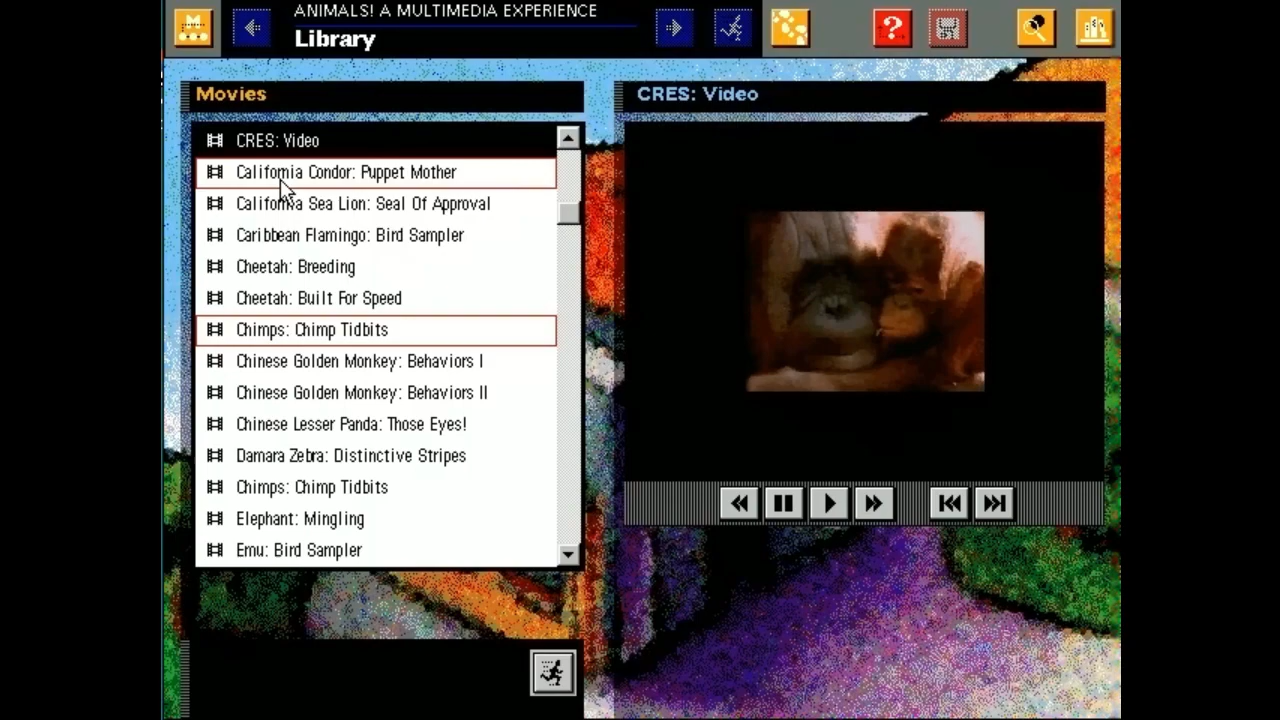 ANIMALS! A MULTIMEDIA EXPERIENCE
Library
?
Movies
CRES: Video
California Condor: Puppet Mother
California Sea Lion: Seal Of Approval
Caribbean Flamingo: Bird Sampler
Cheetah: Breeding
Cheetah: Built For Speed
Chimps: Chimp Tidbits
Chinese Golden Monkey: Behaviors I
Chinese Golden Monkey: Behaviors II
Chinese Lesser Panda: Those Eyes!
Damara Zebra: Distinctive Stripes
Chimps: Chimp Tidbits
Elephant: Mingling
Emu: Bird Sampler
CRES: Video